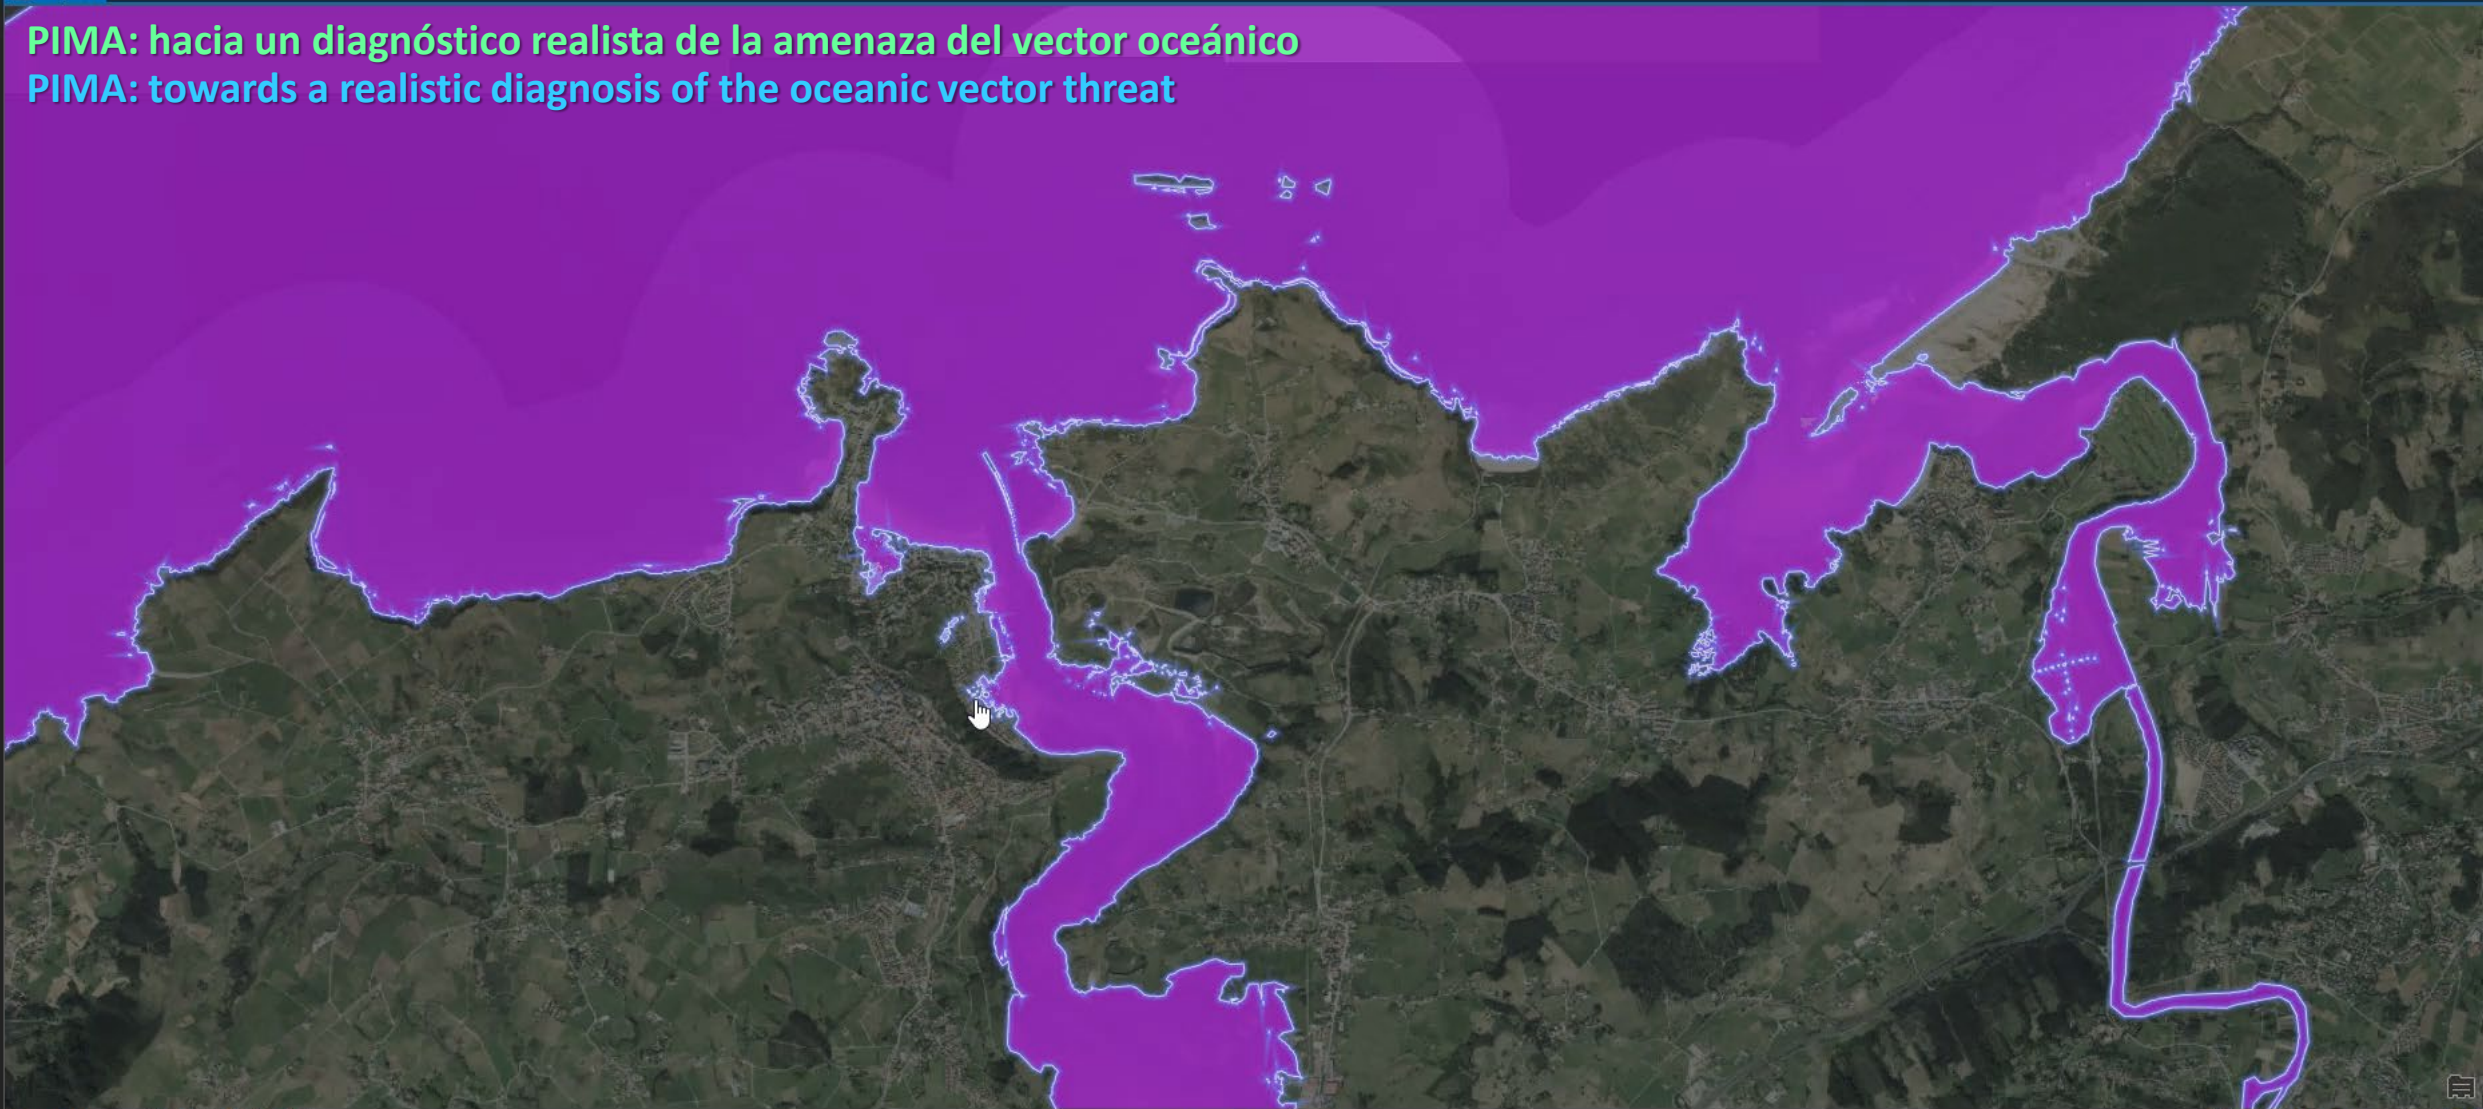 PIMA: hacia un diagnóstico realista de la amenaza del vector oceánico
PIMA: towards a realistic diagnosis of the oceanic vector threat